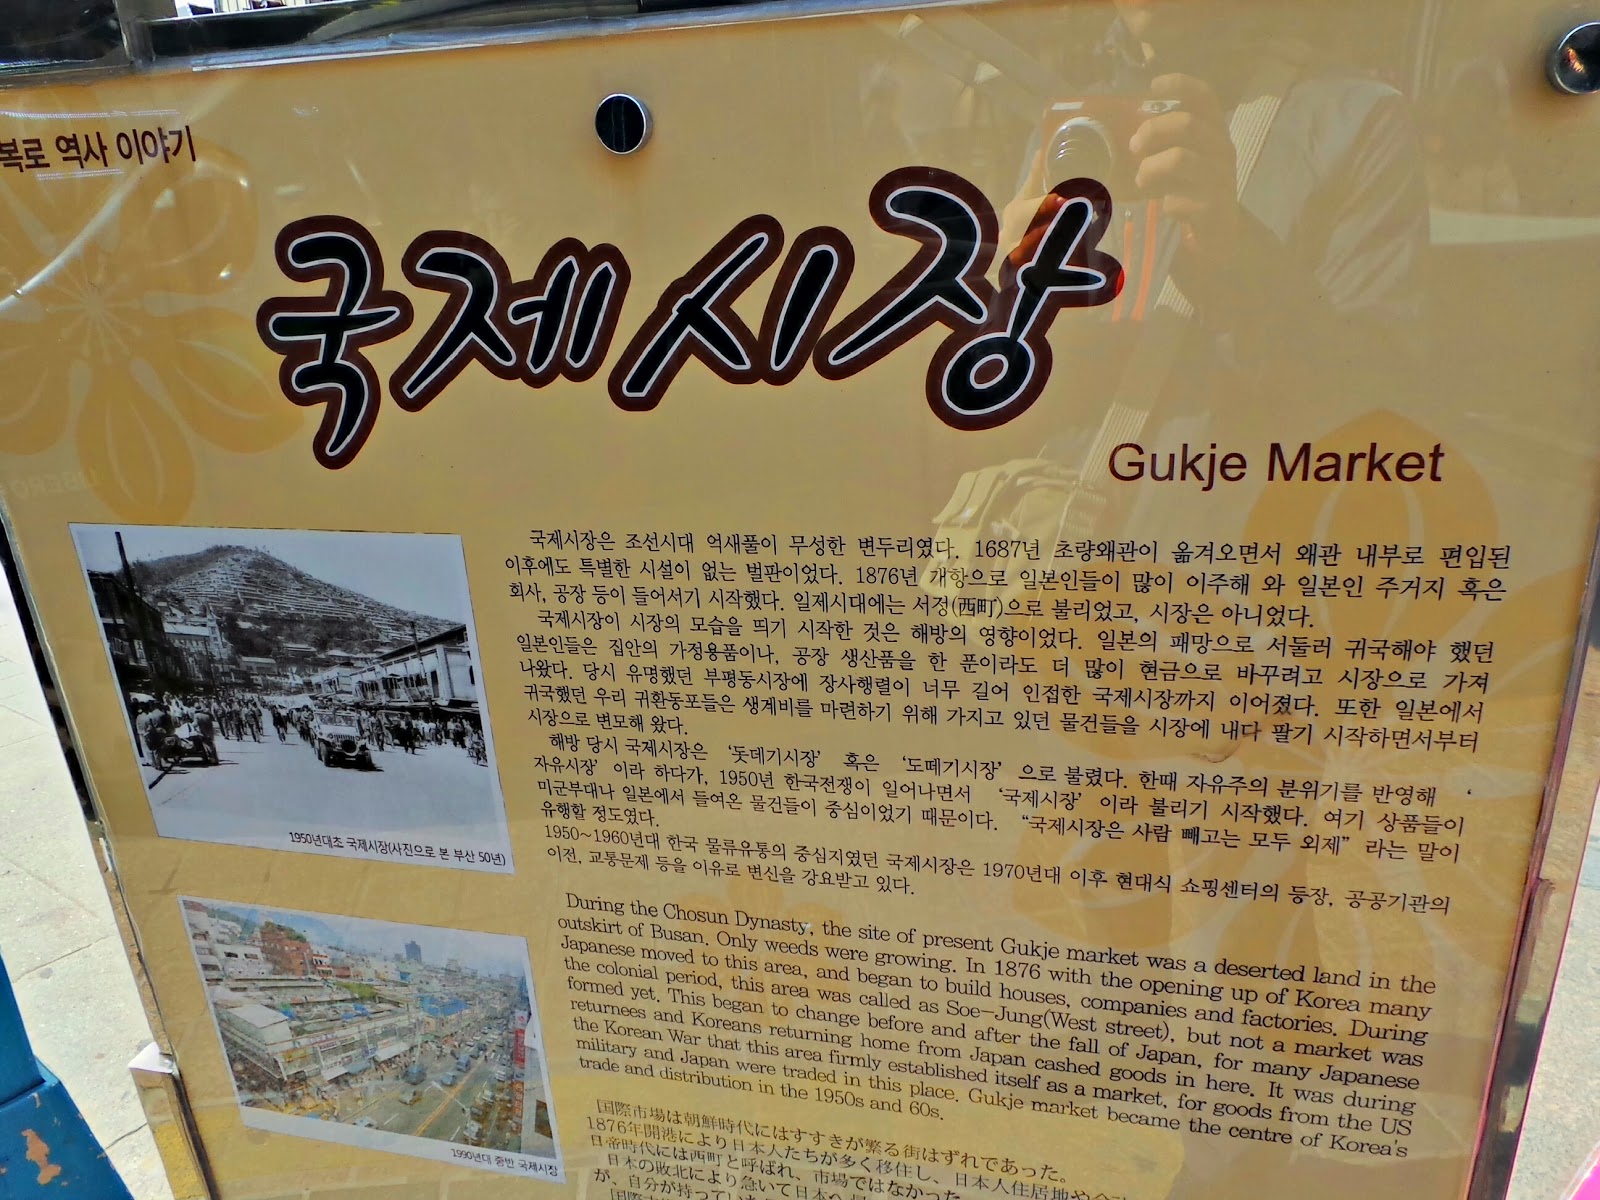 복로 역사 이야기
국제시장
Gukje Market
국제시장은 조선시대 억새풀이 무성한 변두리였다. 1687년 초량왜관이 옮겨오면서 왜관 내부로 편입된
이후에도 특별한 시설이 없는 벌판이었다. 1876년 개항으로 일본인들이 많이 이주해 와 일본인 주거지 혹은
회사, 공장 등이 들어서기 시작했다. 일제시대에는 서정(西町)으로 불리었고, 시장은 아니었다.
국제시장이 시장의 모습을 띄기 시작한 것은 해방의 영향이었다. 일본의 패망으로 서둘러 귀국해야 했던
일본인들은 집안의 가정용품이나, 공장 생산품을 한 푼이라도 더 많이 현금으로 바꾸려고 시장으로 가져
나왔다. 당시 유명했던 부평동시장에 장사행렬이 너무 길어 인접한 국제시장까지 이어졌다. 또한 일본에서
귀국했던 우리 귀환동포들은 생계비를 마련하기 위해 가지고 있던 물건들을 시장에 내다 팔기 시작하면서부터
시장으로 변모해 왔다.
해방 당시 국제시장은 ‘돗데기시장’ 혹은 ‘도떼기시장’ 으로 불렸다. 한때 자유주의 분위기를 반영해 ‘
자유시장’ 이라 하다가, 1950년 한국전쟁이 일어나면서 ‘국제시장’ 이라 불리기 시작했다. 여기 상품들이
미군부대나 일본에서 들여온 물건들이 중심이었기 때문이다. “국제시장은 사람 빼고는 모두 외제” 라는 말이
유행할 정도였다.
1950~1960년대 한국 물류유통의 중심지였던 국제시장은 1970년대 이후 현대식 쇼핑센터의 등장, 공공기관의
이전, 교통문제 등을 이유로 변신을 강요받고 있다.
1950년대초 국제시장(사진으로 본 부산 50년)
During the Chosun Dynasty, the site of present Gukje market was a deserted land in the
outskirt of Busan. Only weeds were growing. In 1876 with the opening up of Korea many
Japanese moved to this area, and began to build houses, companies and factories. During
the colonial period, this area was called as Soe-Jung(West street), but not a market was
formed yet. This began to change before and after the fall of Japan, for many Japanese
returnees and Koreans returning home from Japan cashed goods in here. It was during
the Korean War that this area firmly established itself as a market, for goods from the US
military and Japan were traded in this place. Gukje market became the centre of Korea's
trade and distribution in the 1950s and 60s.
1990년대 중반 국제시장
国際市場は朝鮮時代にはすすきが繁る街はずれであった。
1876年開港により日本人たちが多く移住し、日本人住居地や
日帝時代には西町と呼ばれ、市場ではなかった
日本の敗北により急いで日本へ
が、自分が持って